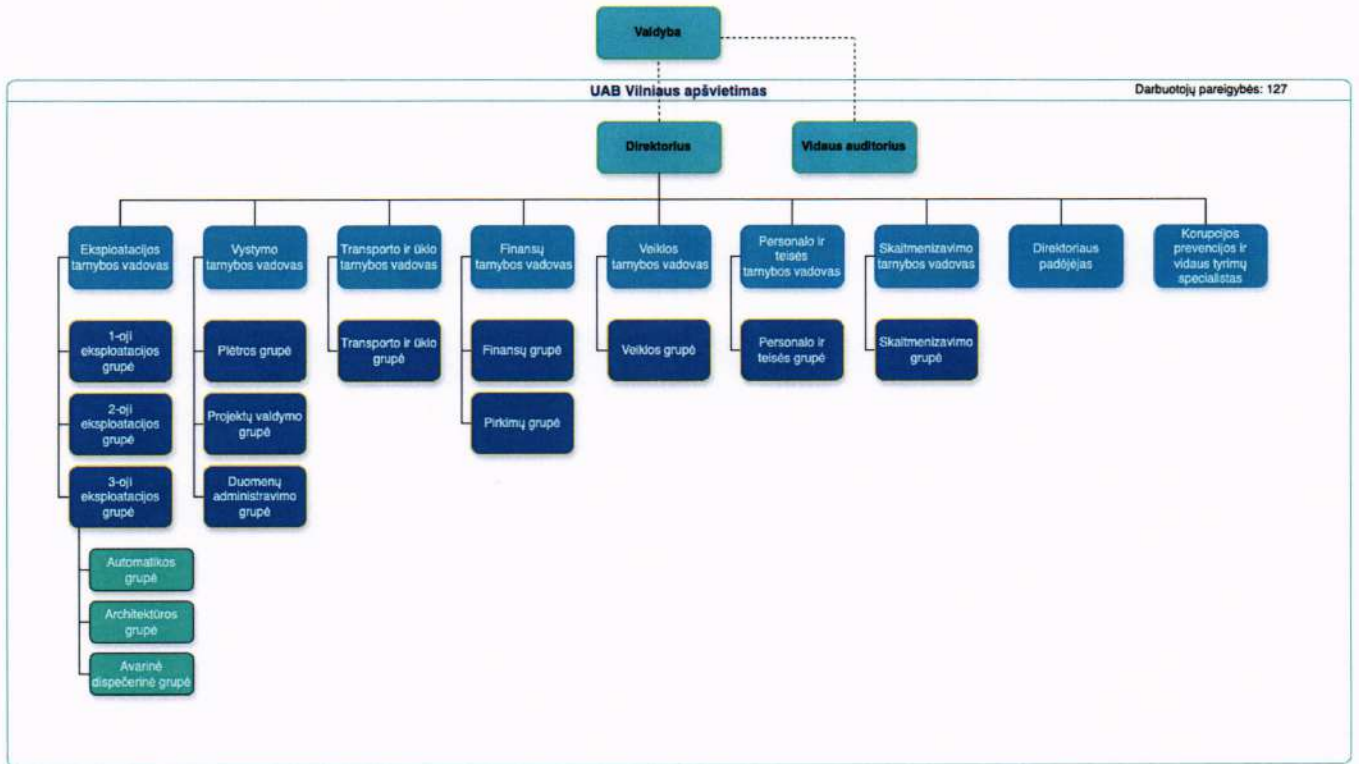 Valdyba
UAB Vilniaus apšvietimas
Darbuotojų pareigybės: 127
Direktorius
Vidaus auditorius
Eksploatacijos
tarnybos vadovas
Vystymo
tarnybos vadovas
Transporto ir ūkio
tarnybos vadovas
Finansų
tarnybos vadovas
Veiklos
tarnybos vadovas
Personalo ir
teisės
tarnybos vadovas
Skaitmenizavimo
tarnybos vadovas
Direktoriaus
padėjėjas
Korupcijos
prevencijos ir
vidaus tyrimų
specialistas
1-oji
eksploatacijos
grupė
Plėtros grupė
Transporto ir ūkio
grupė
Finansų grupė
Veiklos grupė
Personalo ir
teisės grupė
Skaitmenizavimo
grupė
2-oji
eksploatacijos
grupė
Projektų valdymo
grupė
Pirkimų grupė
3-oji
eksploatacijos
grupė
Duomenų
administravimo
grupė
Automatikos
grupė
Architektūros
grupė
Avarinė
dispečerinė grupė